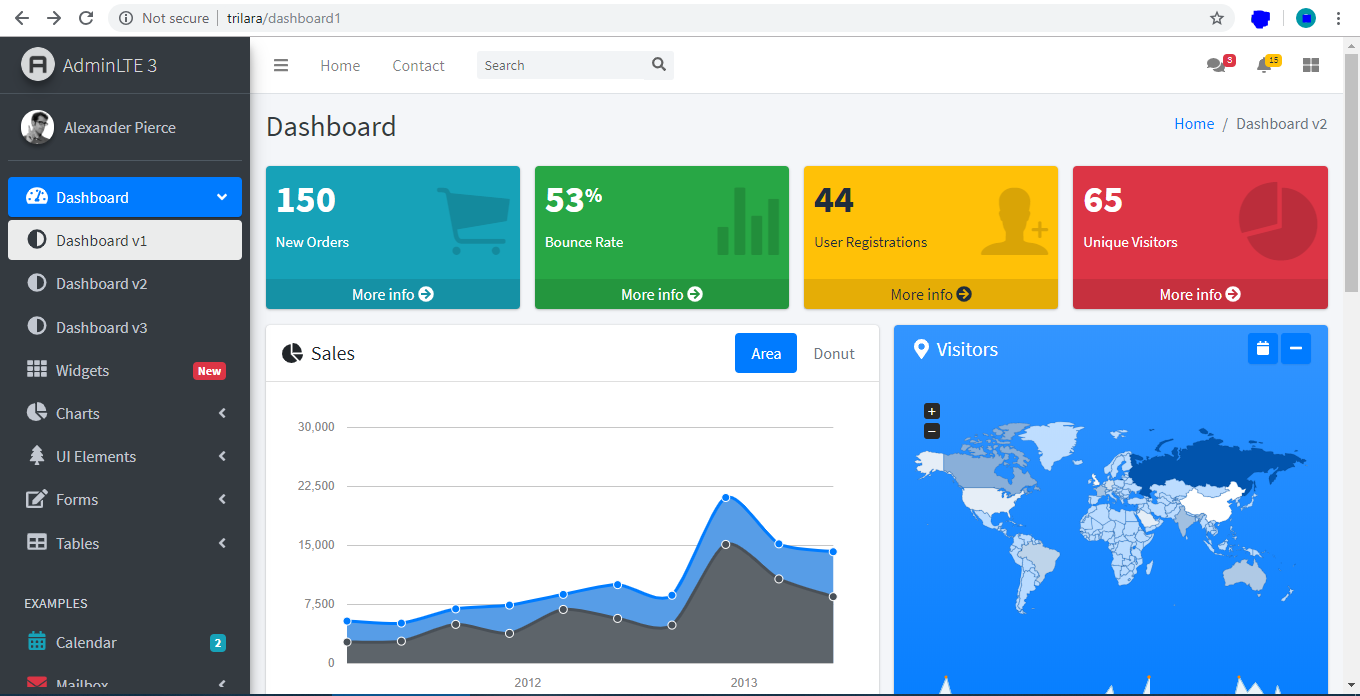 Not secure
trilara/dashboard1
AdminLTE 3
Alexander Pierce
Dashboard
Dashboard v1
Dashboard v2
Dashboard v3
Widgets New
Charts
UI Elements
Forms
Tables
EXAMPLES
Calendar 2
Mailbox
Home Contact Search 3 15
Dashboard
Home / Dashboard v2
150
New Orders
More info
53%
Bounce Rate
More info
44
User Registrations
More info
65
Unique Visitors
More info
Sales
Area Donut
30,000
22,500
15,000
7,500
0
2012 2013
Visitors
+
−